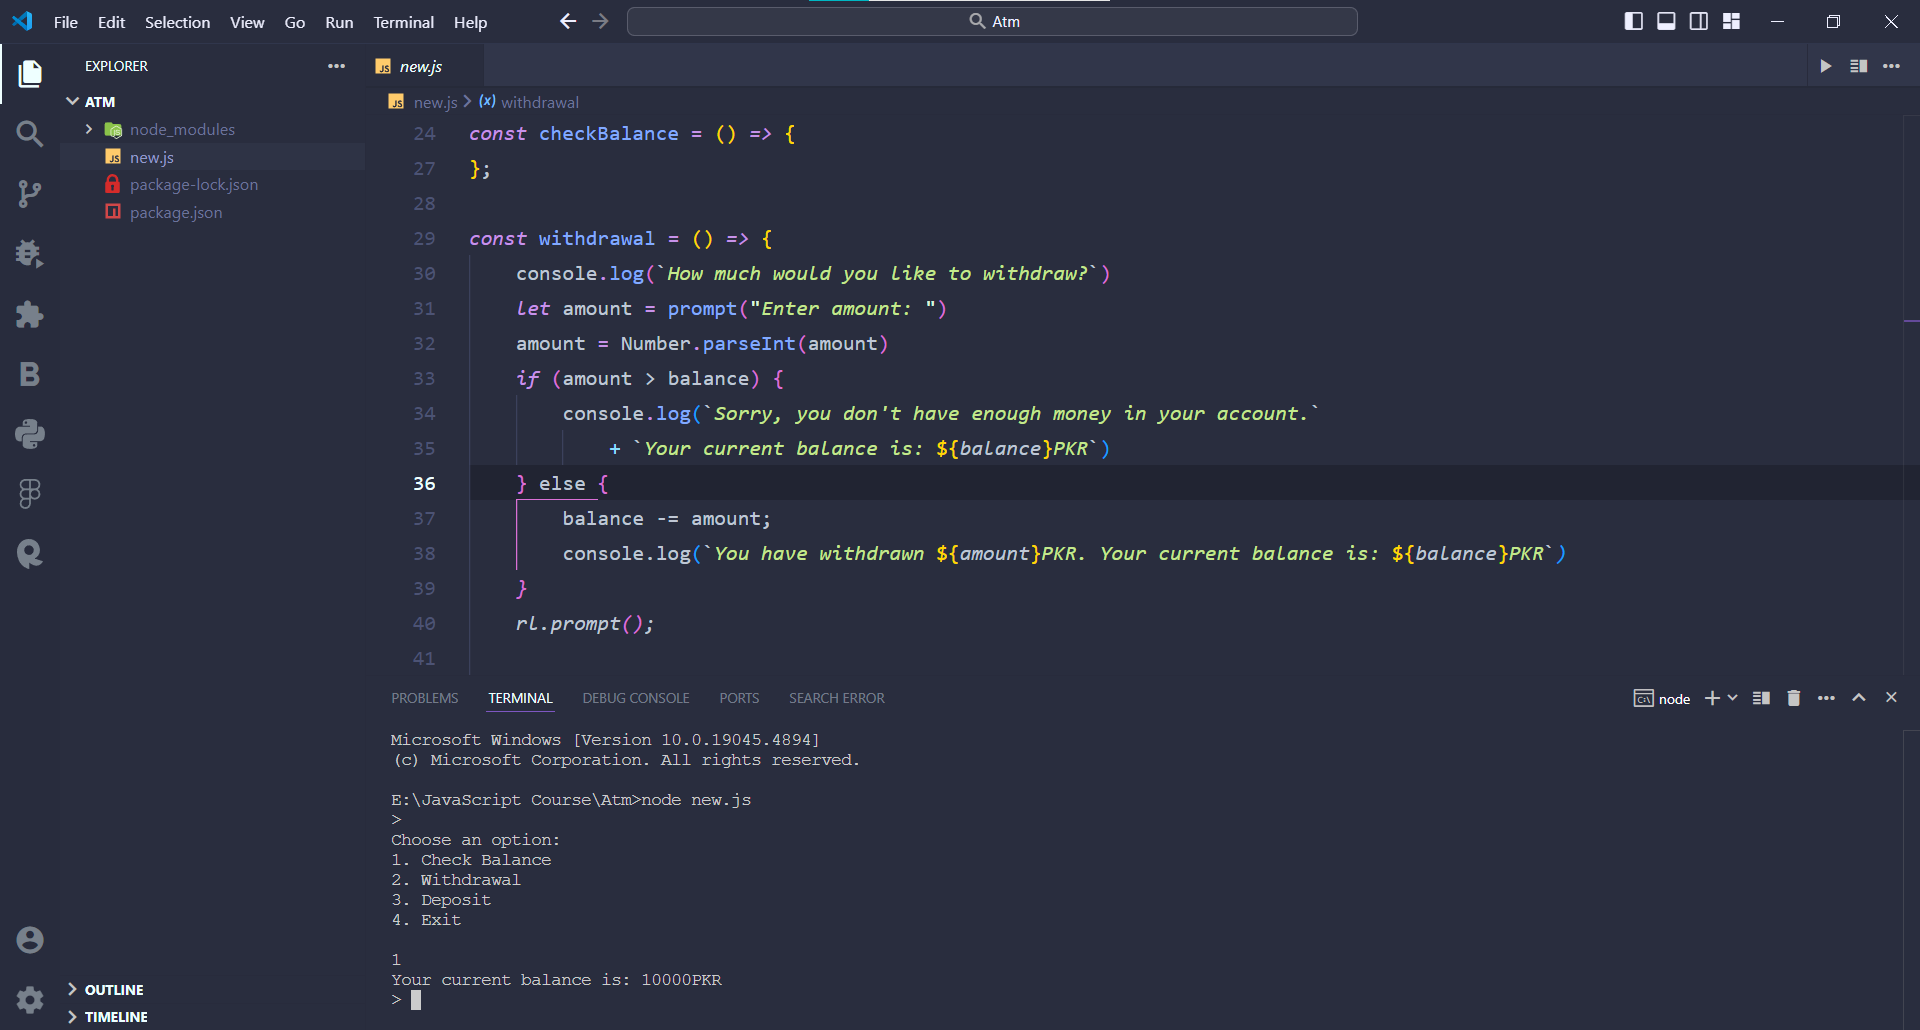 File Edit Selection View Go Run Terminal Help
Atm
EXPLORER
ATM
node_modules
JS new.js
package-lock.json
package.json
OUTLINE
TIMELINE
JS new.js
JS new.js > (x) withdrawal
24 const checkBalance = () => {
27 };
28
29 const withdrawal = () => {
30 console.log(`How much would you like to withdraw?`)
31 let amount = prompt("Enter amount: ")
32 amount = Number.parseInt(amount)
33 if (amount > balance) {
34 console.log(`Sorry, you don't have enough money in your account.`
35 + `Your current balance is: ${balance}PKR`)
36 } else {
37 balance -= amount;
38 console.log(`You have withdrawn ${amount}PKR. Your current balance is: ${balance}PKR`)
39 }
40 rl.prompt();
41
PROBLEMS TERMINAL DEBUG CONSOLE PORTS SEARCH ERROR
node
Microsoft Windows [Version 10.0.19045.4894]
(c) Microsoft Corporation. All rights reserved.
E:\JavaScript Course\Atm>node new.js
>
Choose an option:
1. Check Balance
2. Withdrawal
3. Deposit
4. Exit
1
Your current balance is: 10000PKR
>